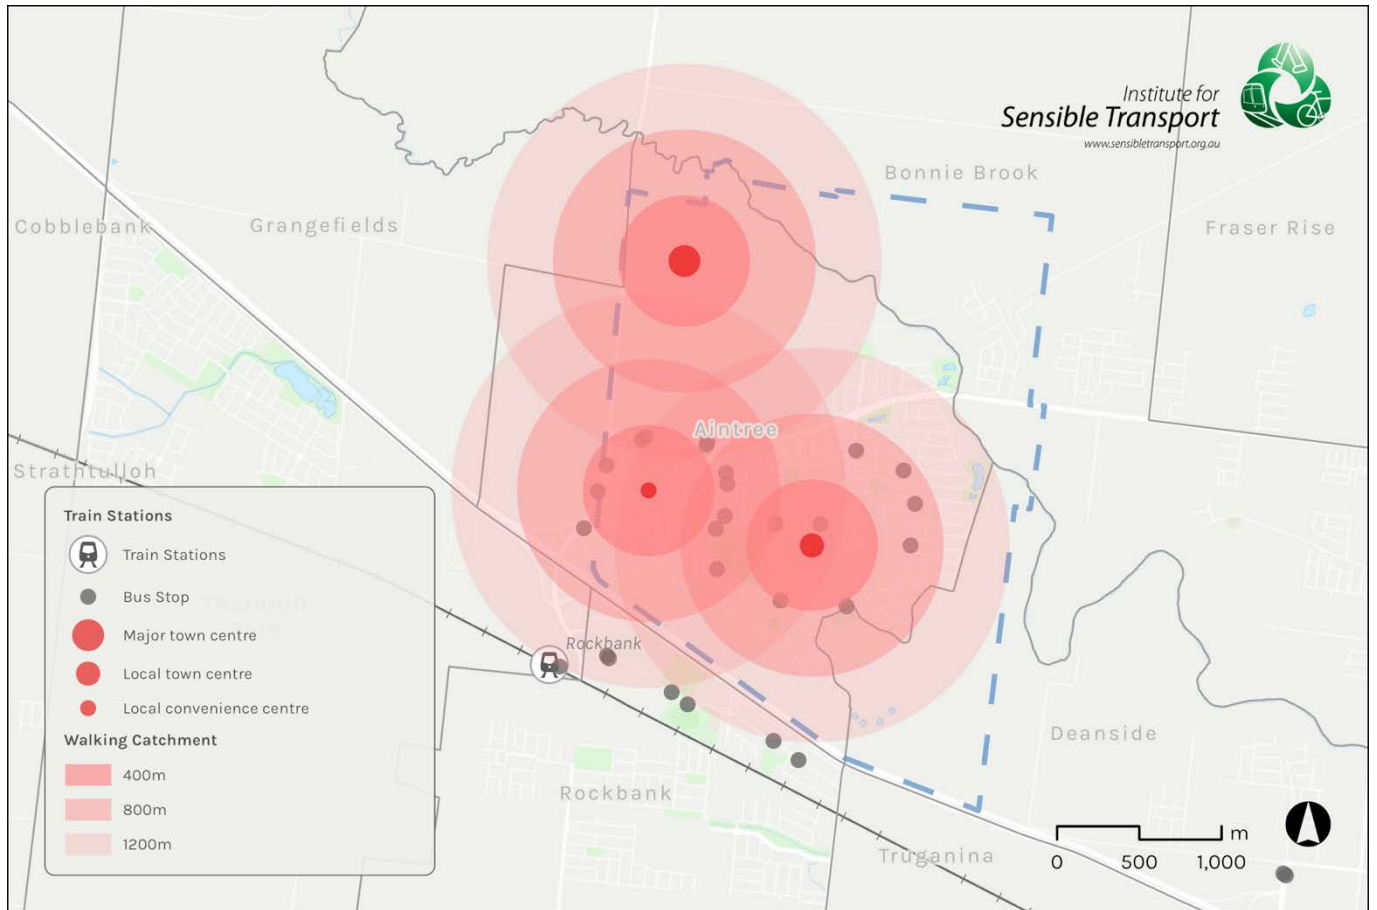 Institute for
Sensible Transport
www.sensibletransport.org.au
Bonnie Brook
Cobblebank
Grangefields
Fraser Rise
Aintree
Strathtulloh
Train Stations
Train Stations
Bus Stop
Major town centre
Local town centre
Local convenience centre
Walking Catchment
400m
800m
1200m
Rockbank
Deanside
Rockbank
Truganina
m
0 500 1,000